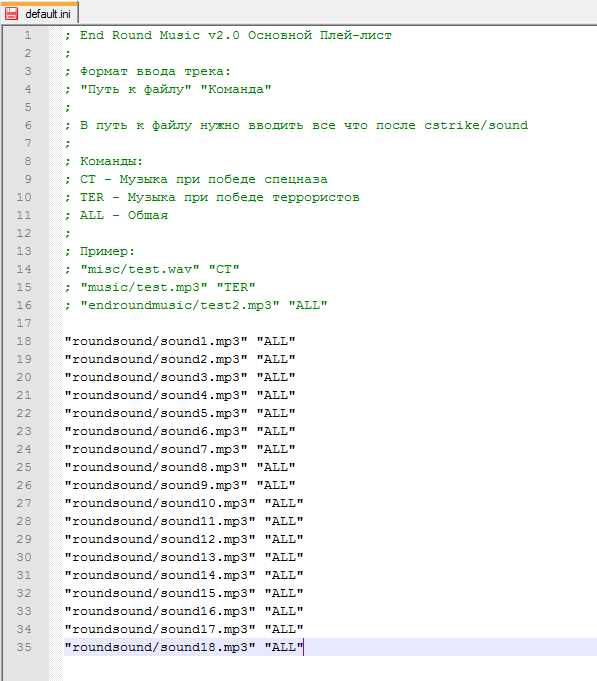 default.ini
1 ; End Round Music v2.0 Основной Плей-лист
2 ;
3 ; Формат ввода трека:
4 ; "Путь к файлу" "Команда"
5 ;
6 ; В путь к файлу нужно вводить все что после cstrike/sound
7 ;
8 ; Команды:
9 ; CT - Музыка при победе спецназа
10 ; TER - Музыка при победе террористов
11 ; ALL - Общая
12 ;
13 ; Пример:
14 ; "misc/test.wav" "CT"
15 ; "music/test.mp3" "TER"
16 ; "endroundmusic/test2.mp3" "ALL"
17
18 "roundsound/sound1.mp3" "ALL"
19 "roundsound/sound2.mp3" "ALL"
20 "roundsound/sound3.mp3" "ALL"
21 "roundsound/sound4.mp3" "ALL"
22 "roundsound/sound5.mp3" "ALL"
23 "roundsound/sound6.mp3" "ALL"
24 "roundsound/sound7.mp3" "ALL"
25 "roundsound/sound8.mp3" "ALL"
26 "roundsound/sound9.mp3" "ALL"
27 "roundsound/sound10.mp3" "ALL"
28 "roundsound/sound11.mp3" "ALL"
29 "roundsound/sound12.mp3" "ALL"
30 "roundsound/sound13.mp3" "ALL"
31 "roundsound/sound14.mp3" "ALL"
32 "roundsound/sound15.mp3" "ALL"
33 "roundsound/sound16.mp3" "ALL"
34 "roundsound/sound17.mp3" "ALL"
35 "roundsound/sound18.mp3" "ALL"